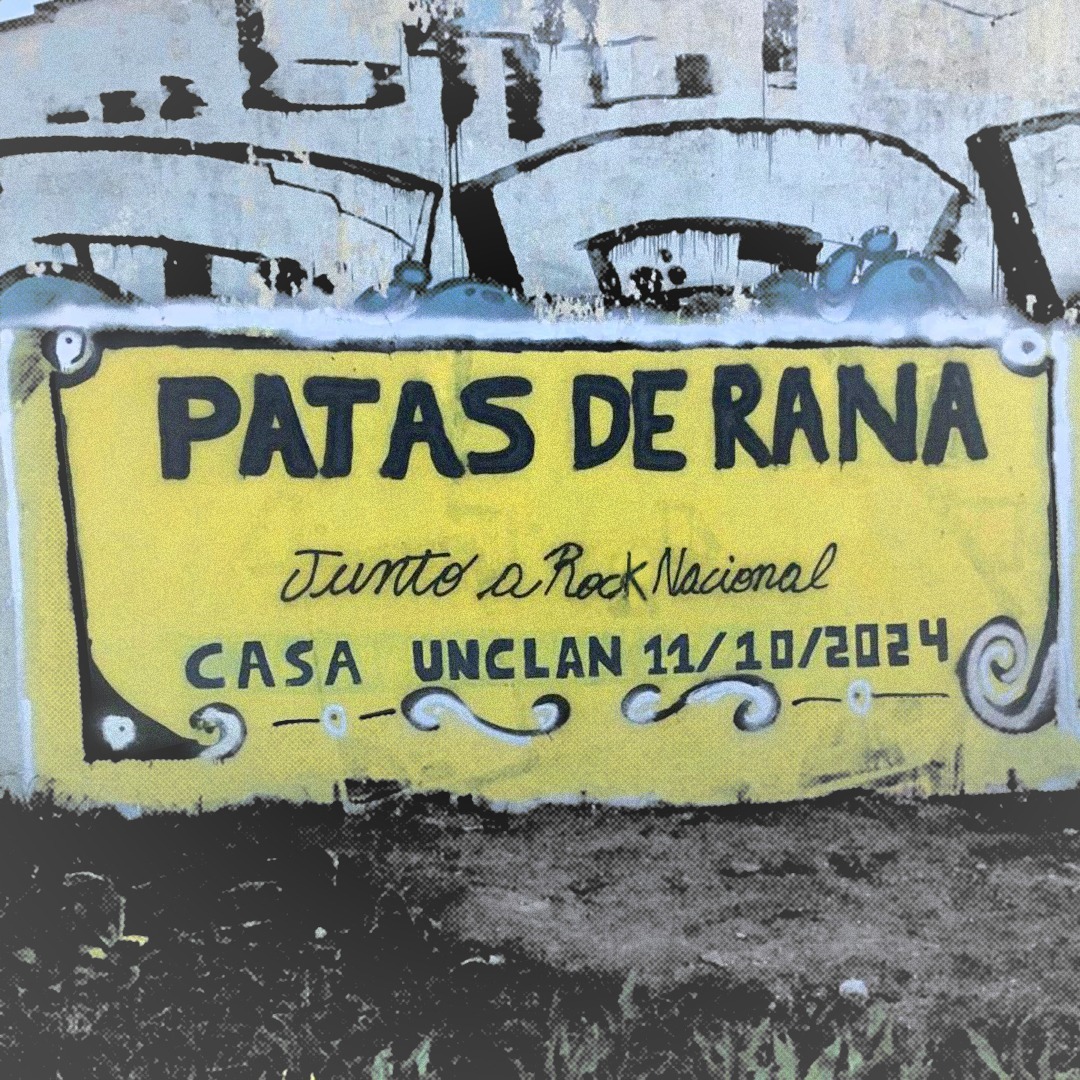 PATAS DE RANA
Junto a Rock Nacional
CASA UNCLAN 11/10/2024